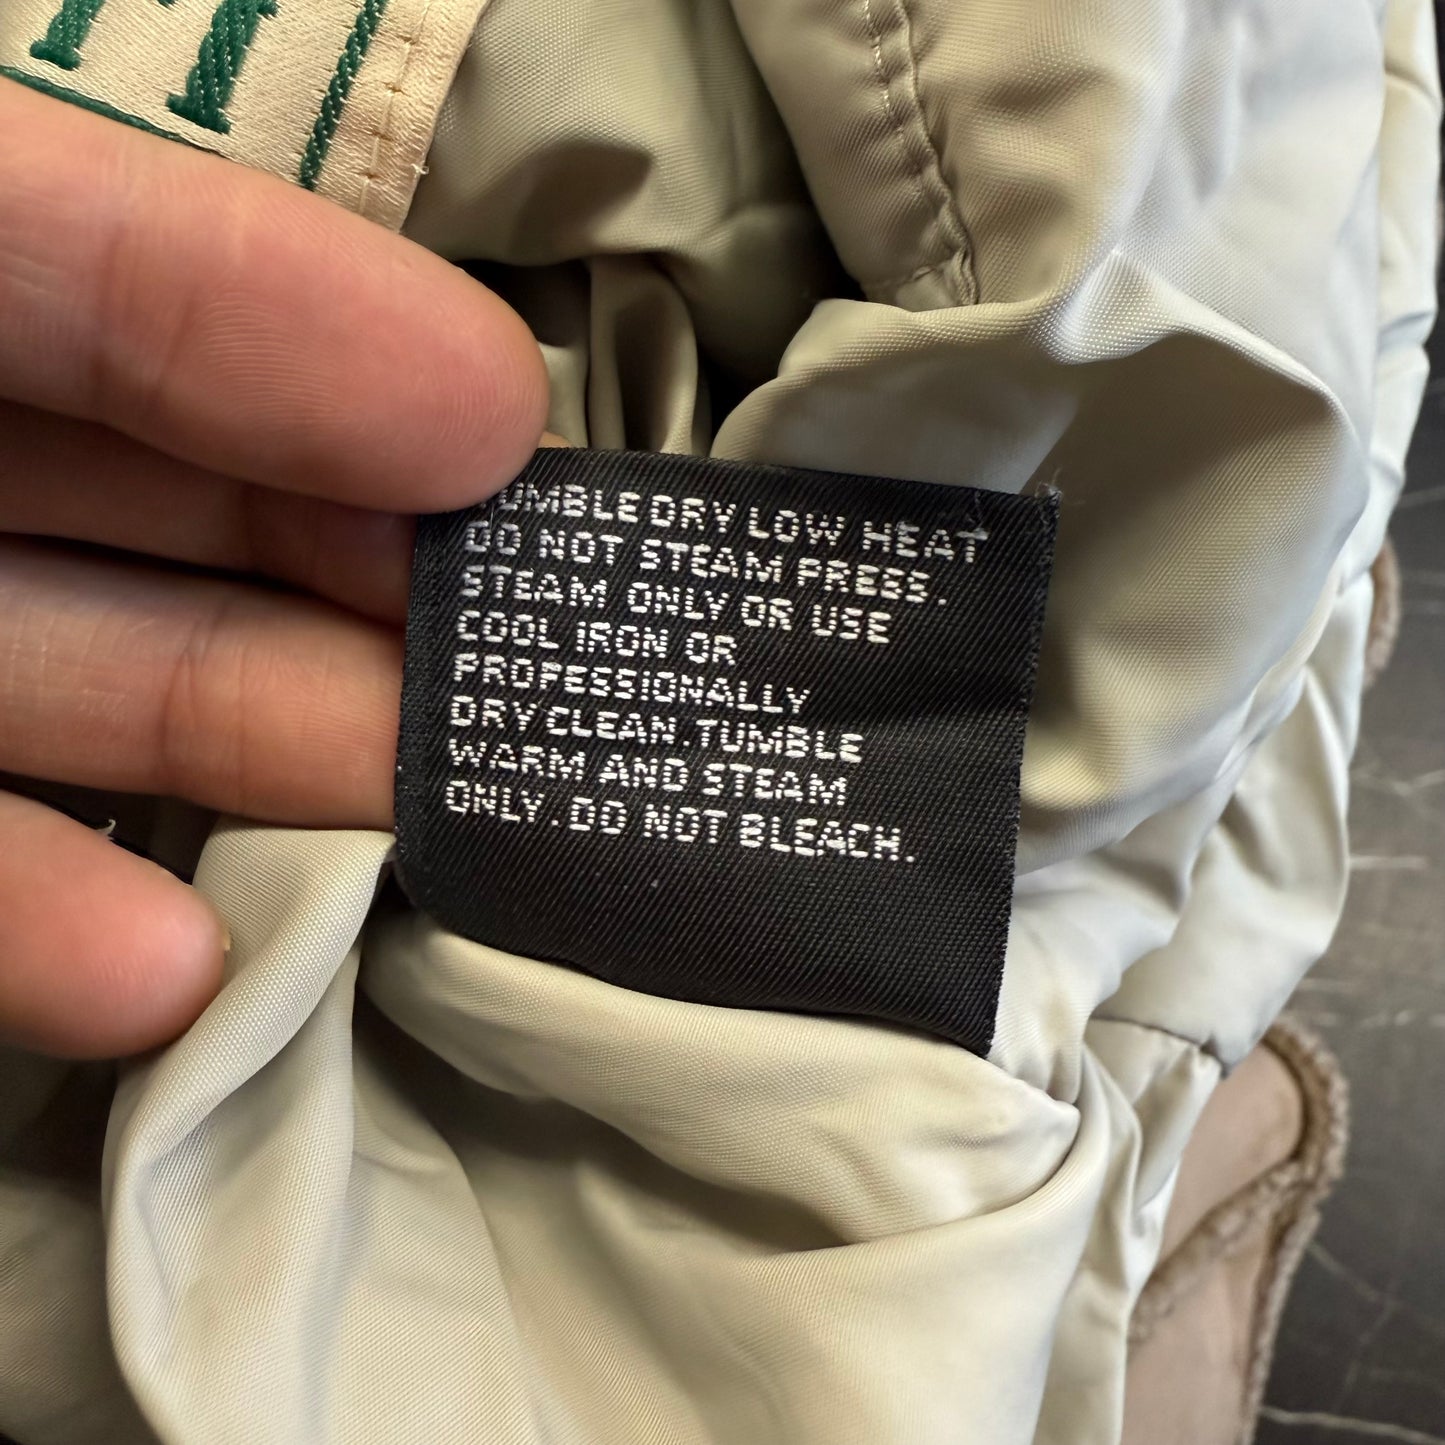 TUMBLE DRY LOW HEAT
DO NOT STEAM PRESS.
STEAM ONLY OR USE
COOL IRON OR
PROFESSIONALLY
DRY CLEAN.TUMBLE
WARM AND STEAM
ONLY.DO NOT BLEACH.